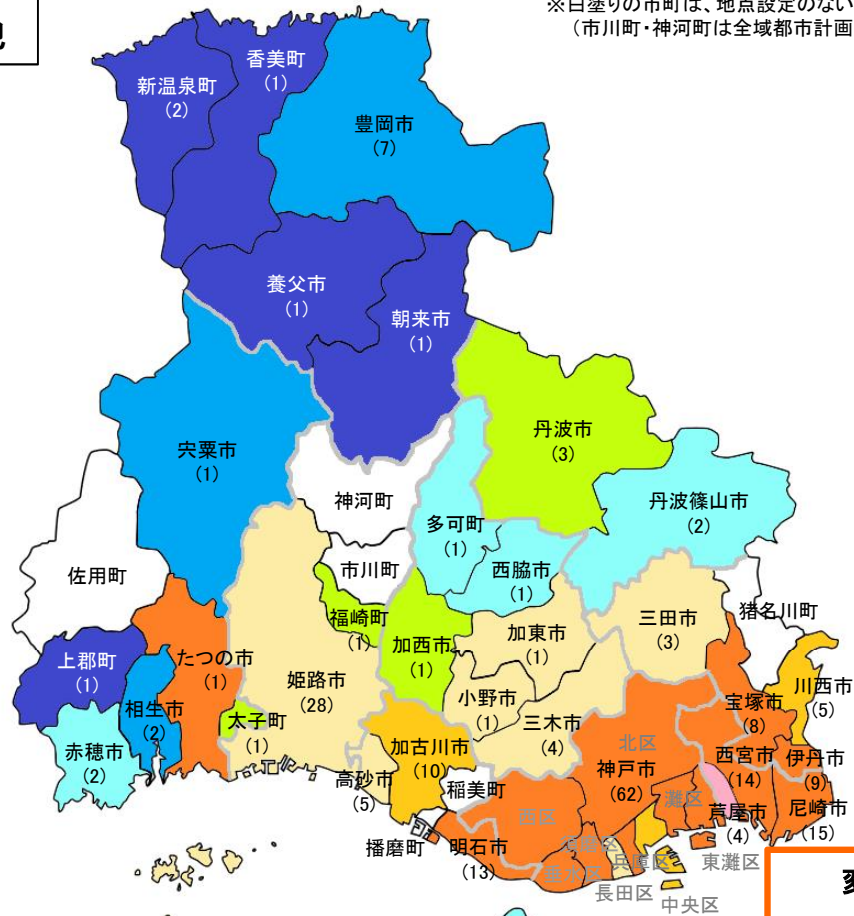 地
※白塗りの市町は、地点設定のない
（市川町・神河町は全域都市計画
香美町
（1）
新温泉町
（2）
豊岡市
（7）
養父市
（1）
朝来市
（1）
丹波市
（3）
宍粟市
（1）
神河町
丹波篠山市
（2）
多可町
（1）
佐用町
市川町
西脇市
（1）
猪名川町
福崎町
（1）
加西市
（1）
加東市
（1）
三田市
（3）
上郡町
（1）
たつの市
（1）
姫路市
（28）
小野市
（1）
川西市
（5）
相生市
（2）
太子町
（1）
三木市
（4）
宝塚市
（8）
赤穂市
（2）
加古川市
（10）
北区
神戸市
（62）
西宮市
（14）
伊丹市
（9）
高砂市
（5）
稲美町
灘区
芦屋市
（4）
尼崎市
（15）
西区
播磨町
明石市
（13）
須磨区
垂水区
兵庫区
東灘区
長田区
中央区